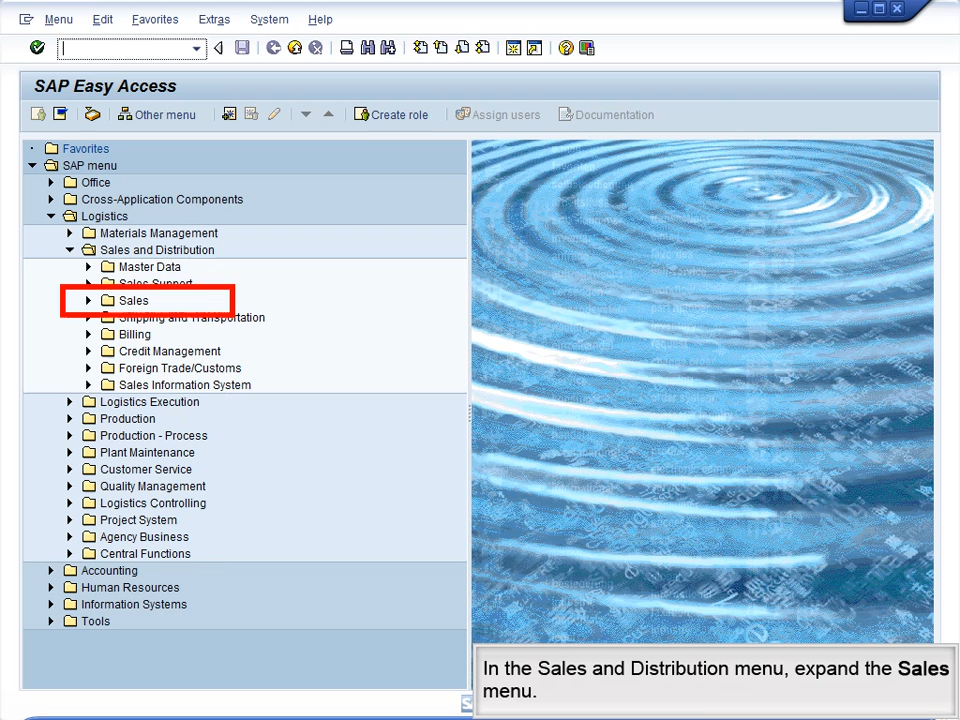 Menu Edit Favorites Extras System Help
SAP Easy Access
Other menu Create role Assign users Documentation
Favorites
SAP menu
Office
Cross-Application Components
Logistics
Materials Management
Sales and Distribution
Master Data
Sales Support
Sales
Shipping and Transportation
Billing
Credit Management
Foreign Trade/Customs
Sales Information System
Logistics Execution
Production
Production - Process
Plant Maintenance
Customer Service
Quality Management
Logistics Controlling
Project System
Agency Business
Central Functions
Accounting
Human Resources
Information Systems
Tools
In the Sales and Distribution menu, expand the Sales
menu.